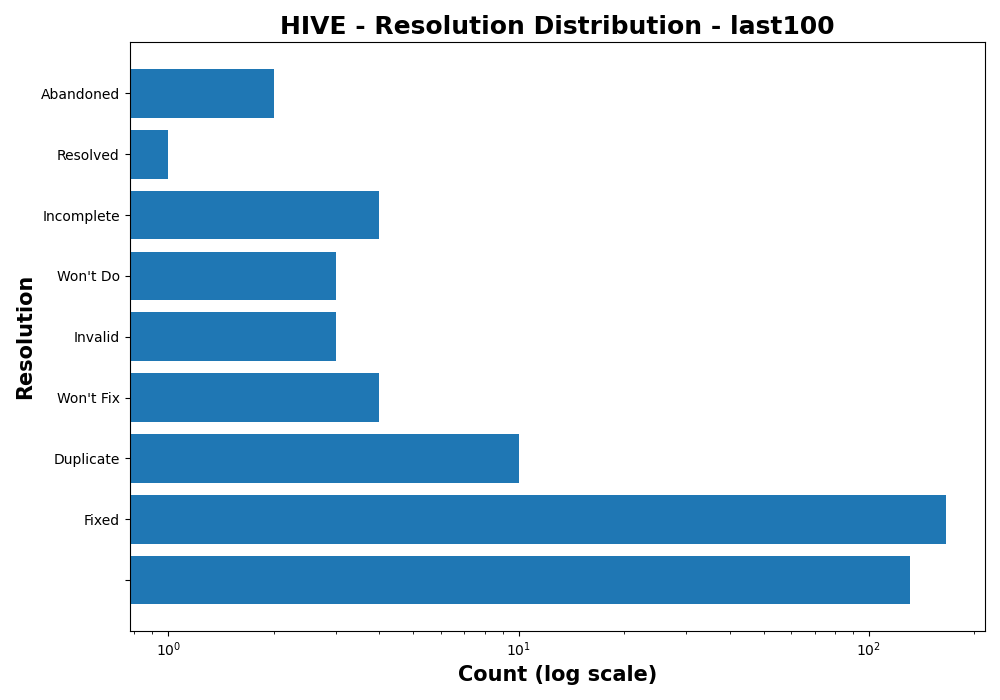 HIVE - Resolution Distribution - last100
Resolution
Abandoned
Resolved
Incomplete
Won't Do
Invalid
Won't Fix
Duplicate
Fixed
10⁰
10¹
10²
Count (log scale)